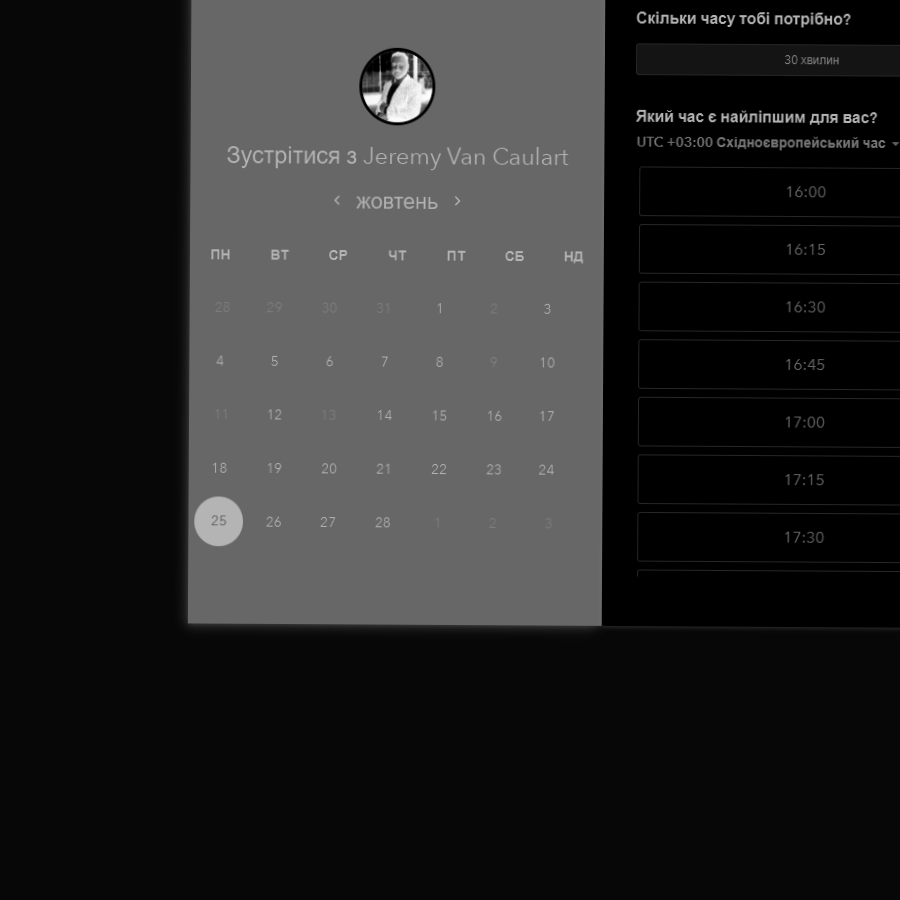 Зустрітися з Jeremy Van Caulart
жовтень
ПН ВТ СР ЧТ ПТ СБ НД
28 29 30 31 1 2 3
4 5 6 7 8 9 10
11 12 13 14 15 16 17
18 19 20 21 22 23 24
25 26 27 28 1 2 3
Скільки часу тобі потрібно?
30 хвилин
Який час є найліпшим для вас?
UTC +03:00 Східноєвропейський час
16:00
16:15
16:30
16:45
17:00
17:15
17:30